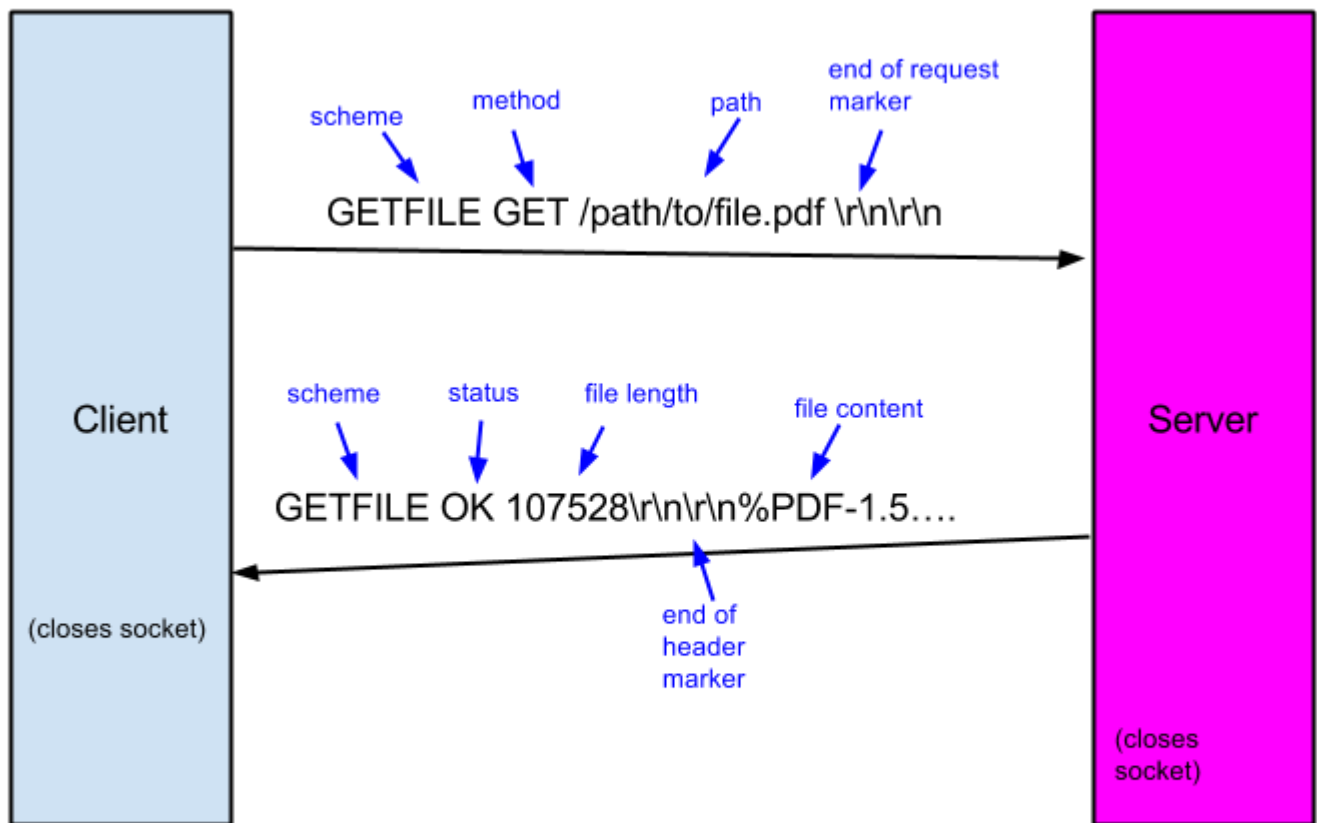 end of request
marker
method
path
scheme
GETFILE GET /path/to/file.pdf \r\n\r\n
Client
Server
scheme
status
file length
file content
GETFILE OK 107528\r\n\r\n%PDF-1.5....
end of
header
marker
(closes socket)
(closes
socket)